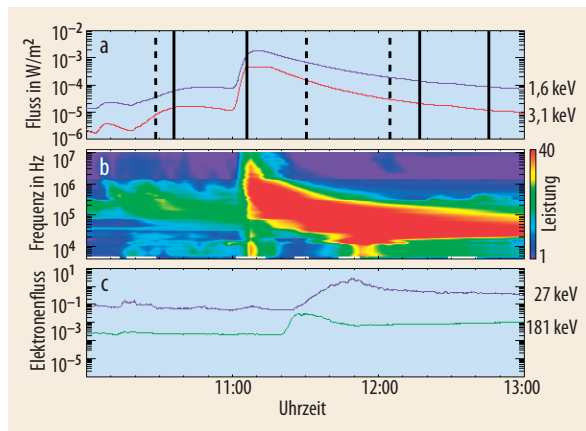 a
Fluss in W/m²
10⁻²
10⁻³
10⁻⁴
10⁻⁵
10⁻⁶
1,6 keV
3,1 keV
b
Frequenz in Hz
10⁷
10⁶
10⁵
10⁴
40
Leistung
1
c
Elektronenfluss
10¹
10⁻¹
10⁻³
10⁻⁵
27 keV
181 keV
11:00 12:00 13:00
Uhrzeit